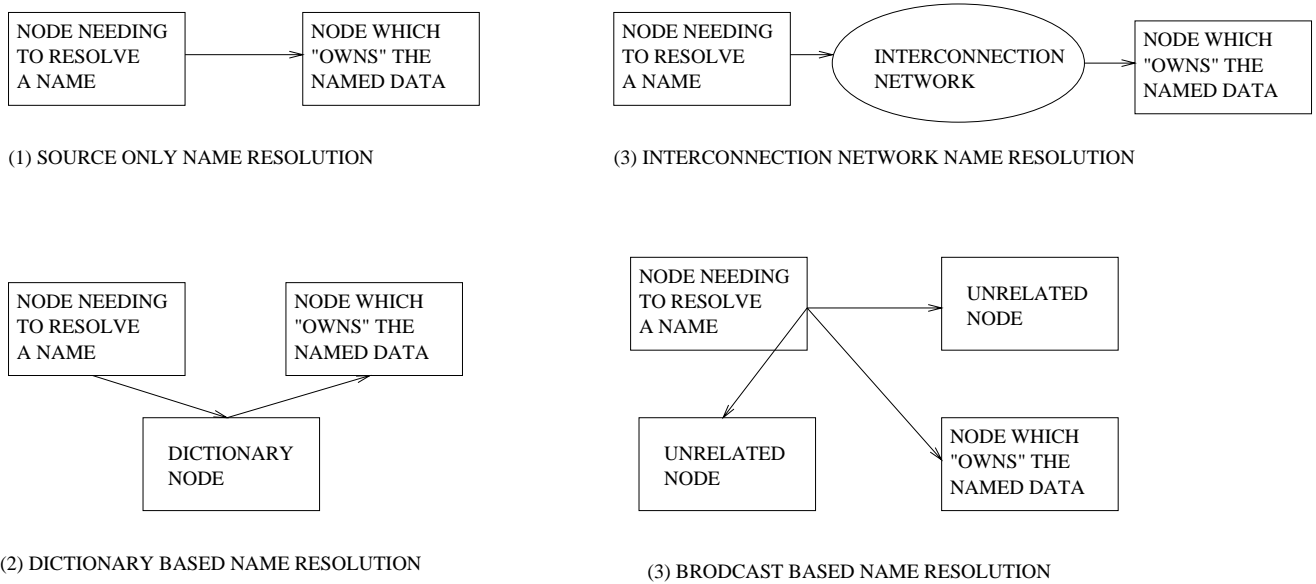 NODE NEEDING
TO RESOLVE
A NAME
NODE WHICH
"OWNS" THE
NAMED DATA
(1) SOURCE ONLY NAME RESOLUTION
NODE NEEDING
TO RESOLVE
A NAME
INTERCONNECTION
NETWORK
NODE WHICH
"OWNS" THE
NAMED DATA
(3) INTERCONNECTION NETWORK NAME RESOLUTION
NODE NEEDING
TO RESOLVE
A NAME
NODE WHICH
"OWNS" THE
NAMED DATA
DICTIONARY
NODE
(2) DICTIONARY BASED NAME RESOLUTION
NODE NEEDING
TO RESOLVE
A NAME
UNRELATED
NODE
UNRELATED
NODE
NODE WHICH
"OWNS" THE
NAMED DATA
(3) BRODCAST BASED NAME RESOLUTION